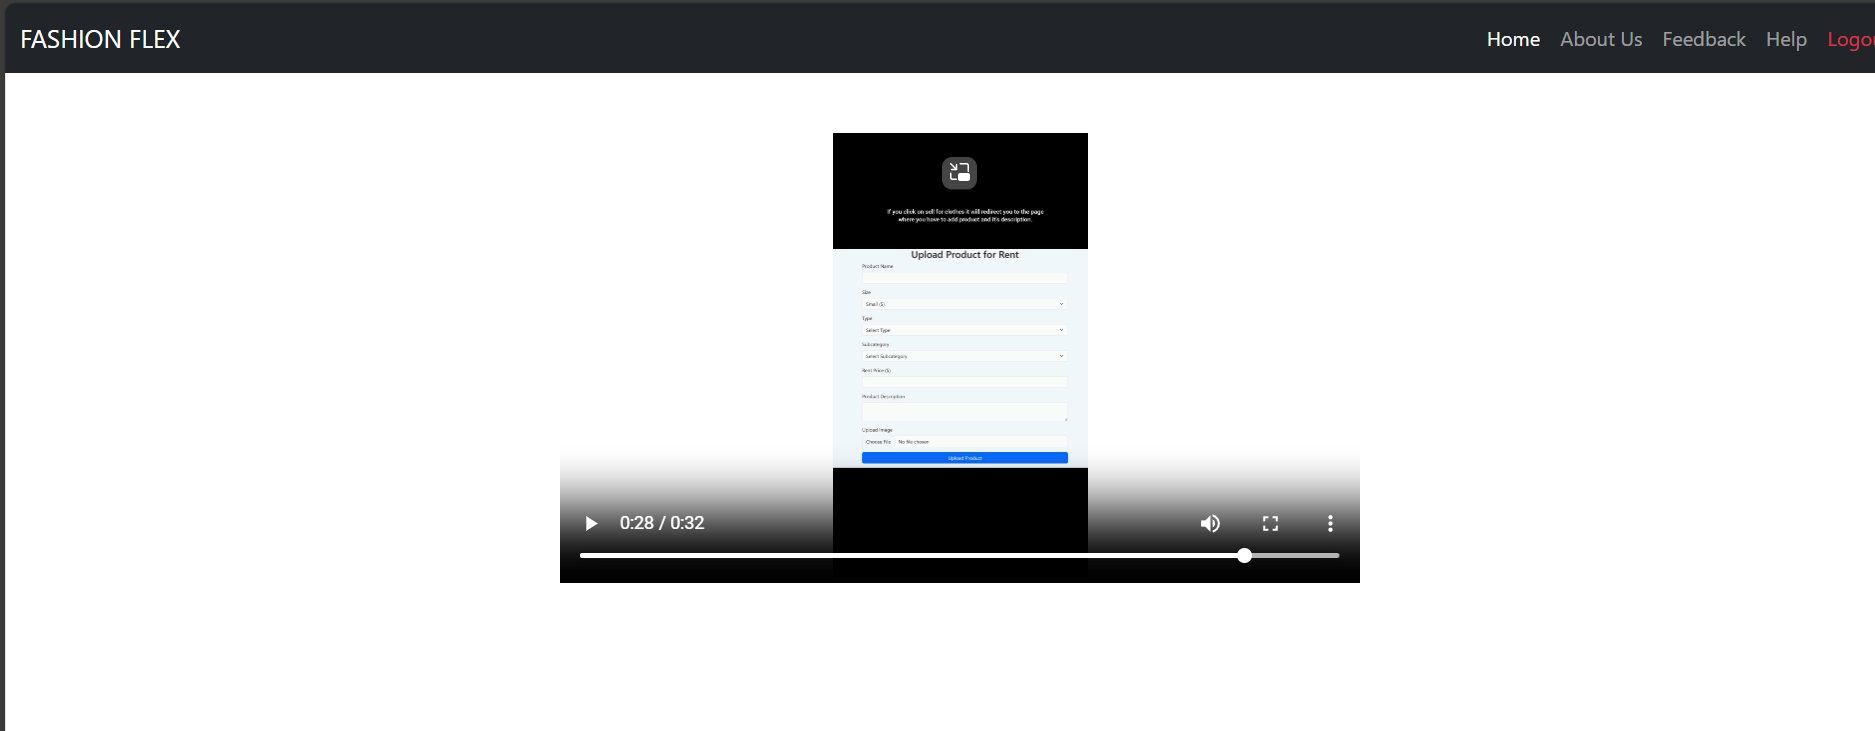 FASHION FLEX
Home About Us Feedback Help Logou
If you click on sell for clothes it will redirect you to the page
where you have to add product and it's description.
Upload Product for Rent
Product Name
Size
Small (S)
Type
Select Type
Subcategory
Select Subcategory
Rent Price ($)
Product Description
Upload Image
Choose File No file chosen
Upload Product
0:28 / 0:32